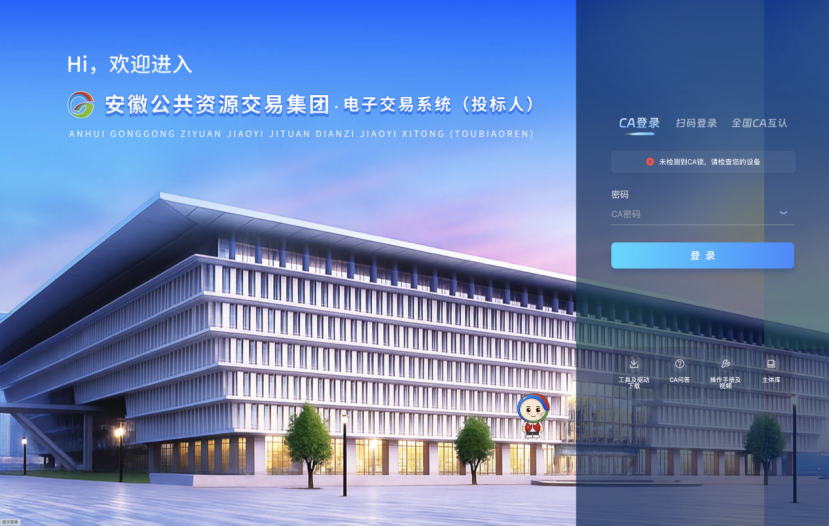 Hi，欢迎进入
安徽公共资源交易集团·电子交易系统（投标人）
ANHUI GONGGONG ZIYUAN JIAOYI JITUAN DIANZI JIAOYI XITONG (TOUBIAOREN)
CA登录 扫码登录 全国CA互认
未检测到CA锁，请检查您的设备
密码
CA密码
登 录
工具及驱动
下载
CA问答
操作手册及
视频
主体库